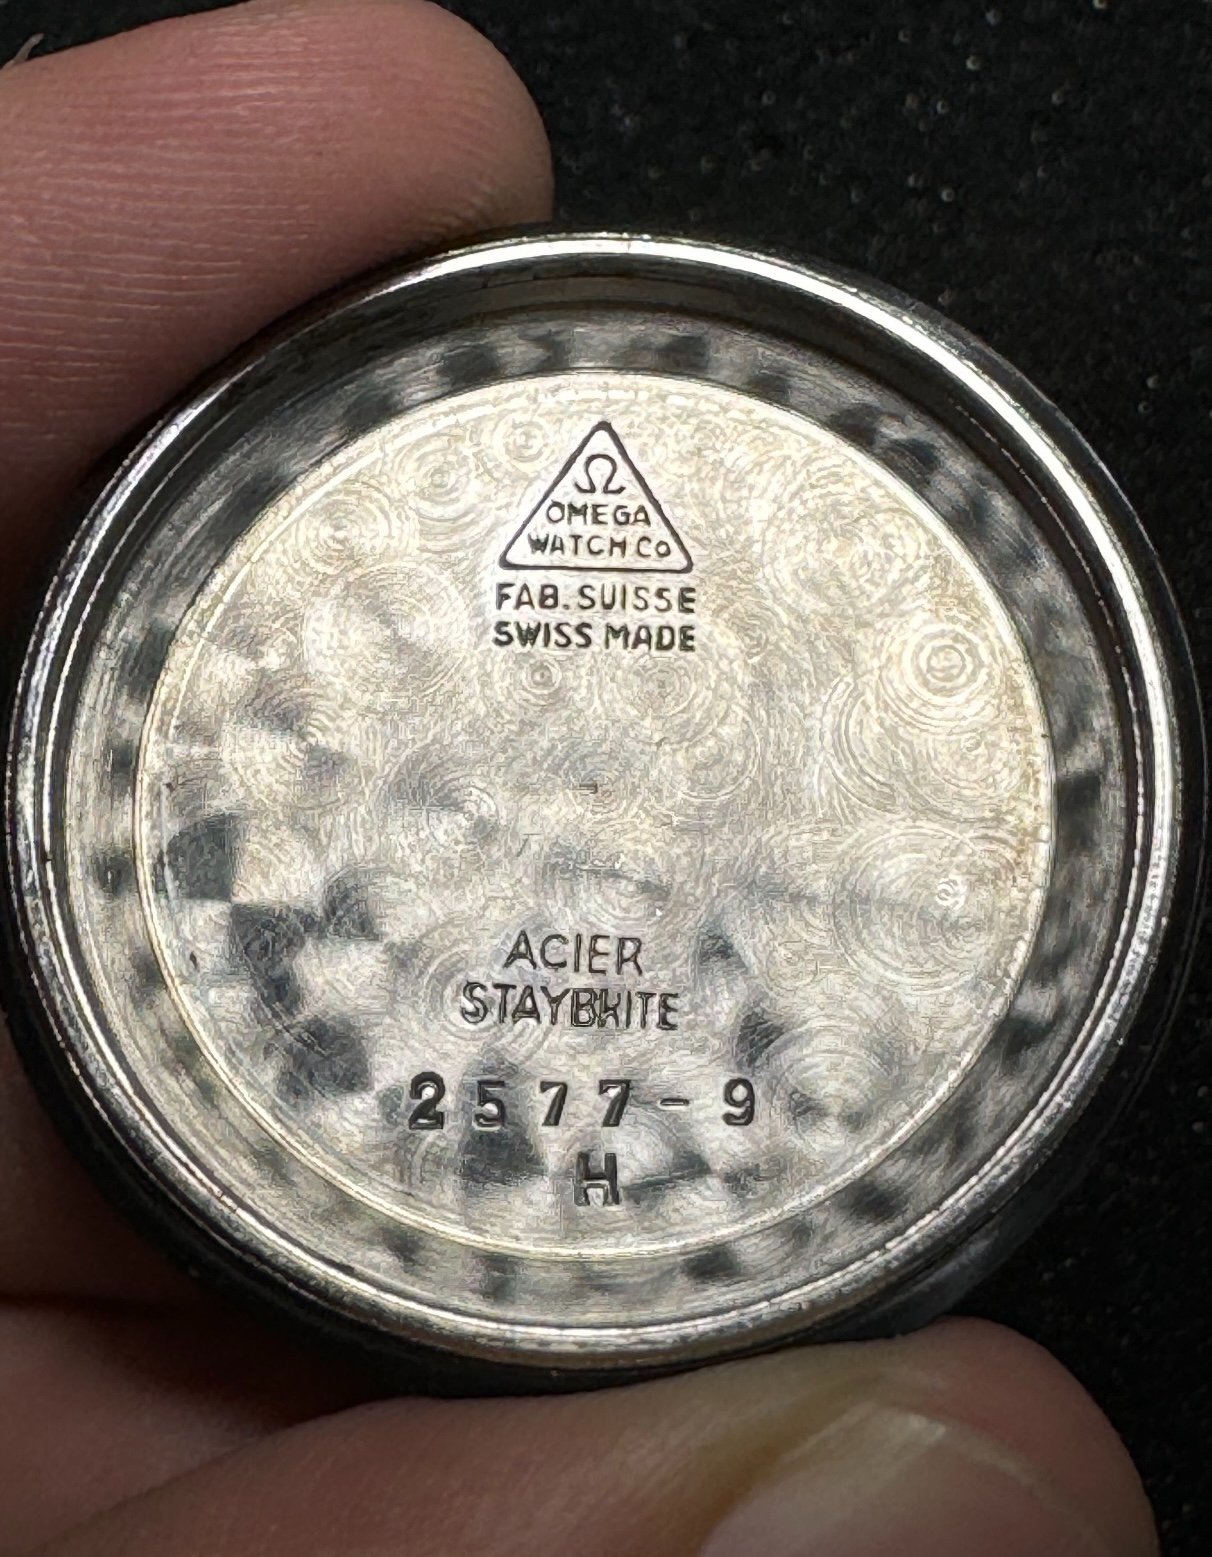 Ω
OMEGA
WATCH Co
FAB. SUISSE
SWISS MADE
ACIER
STAYBRITE
2577-9
H